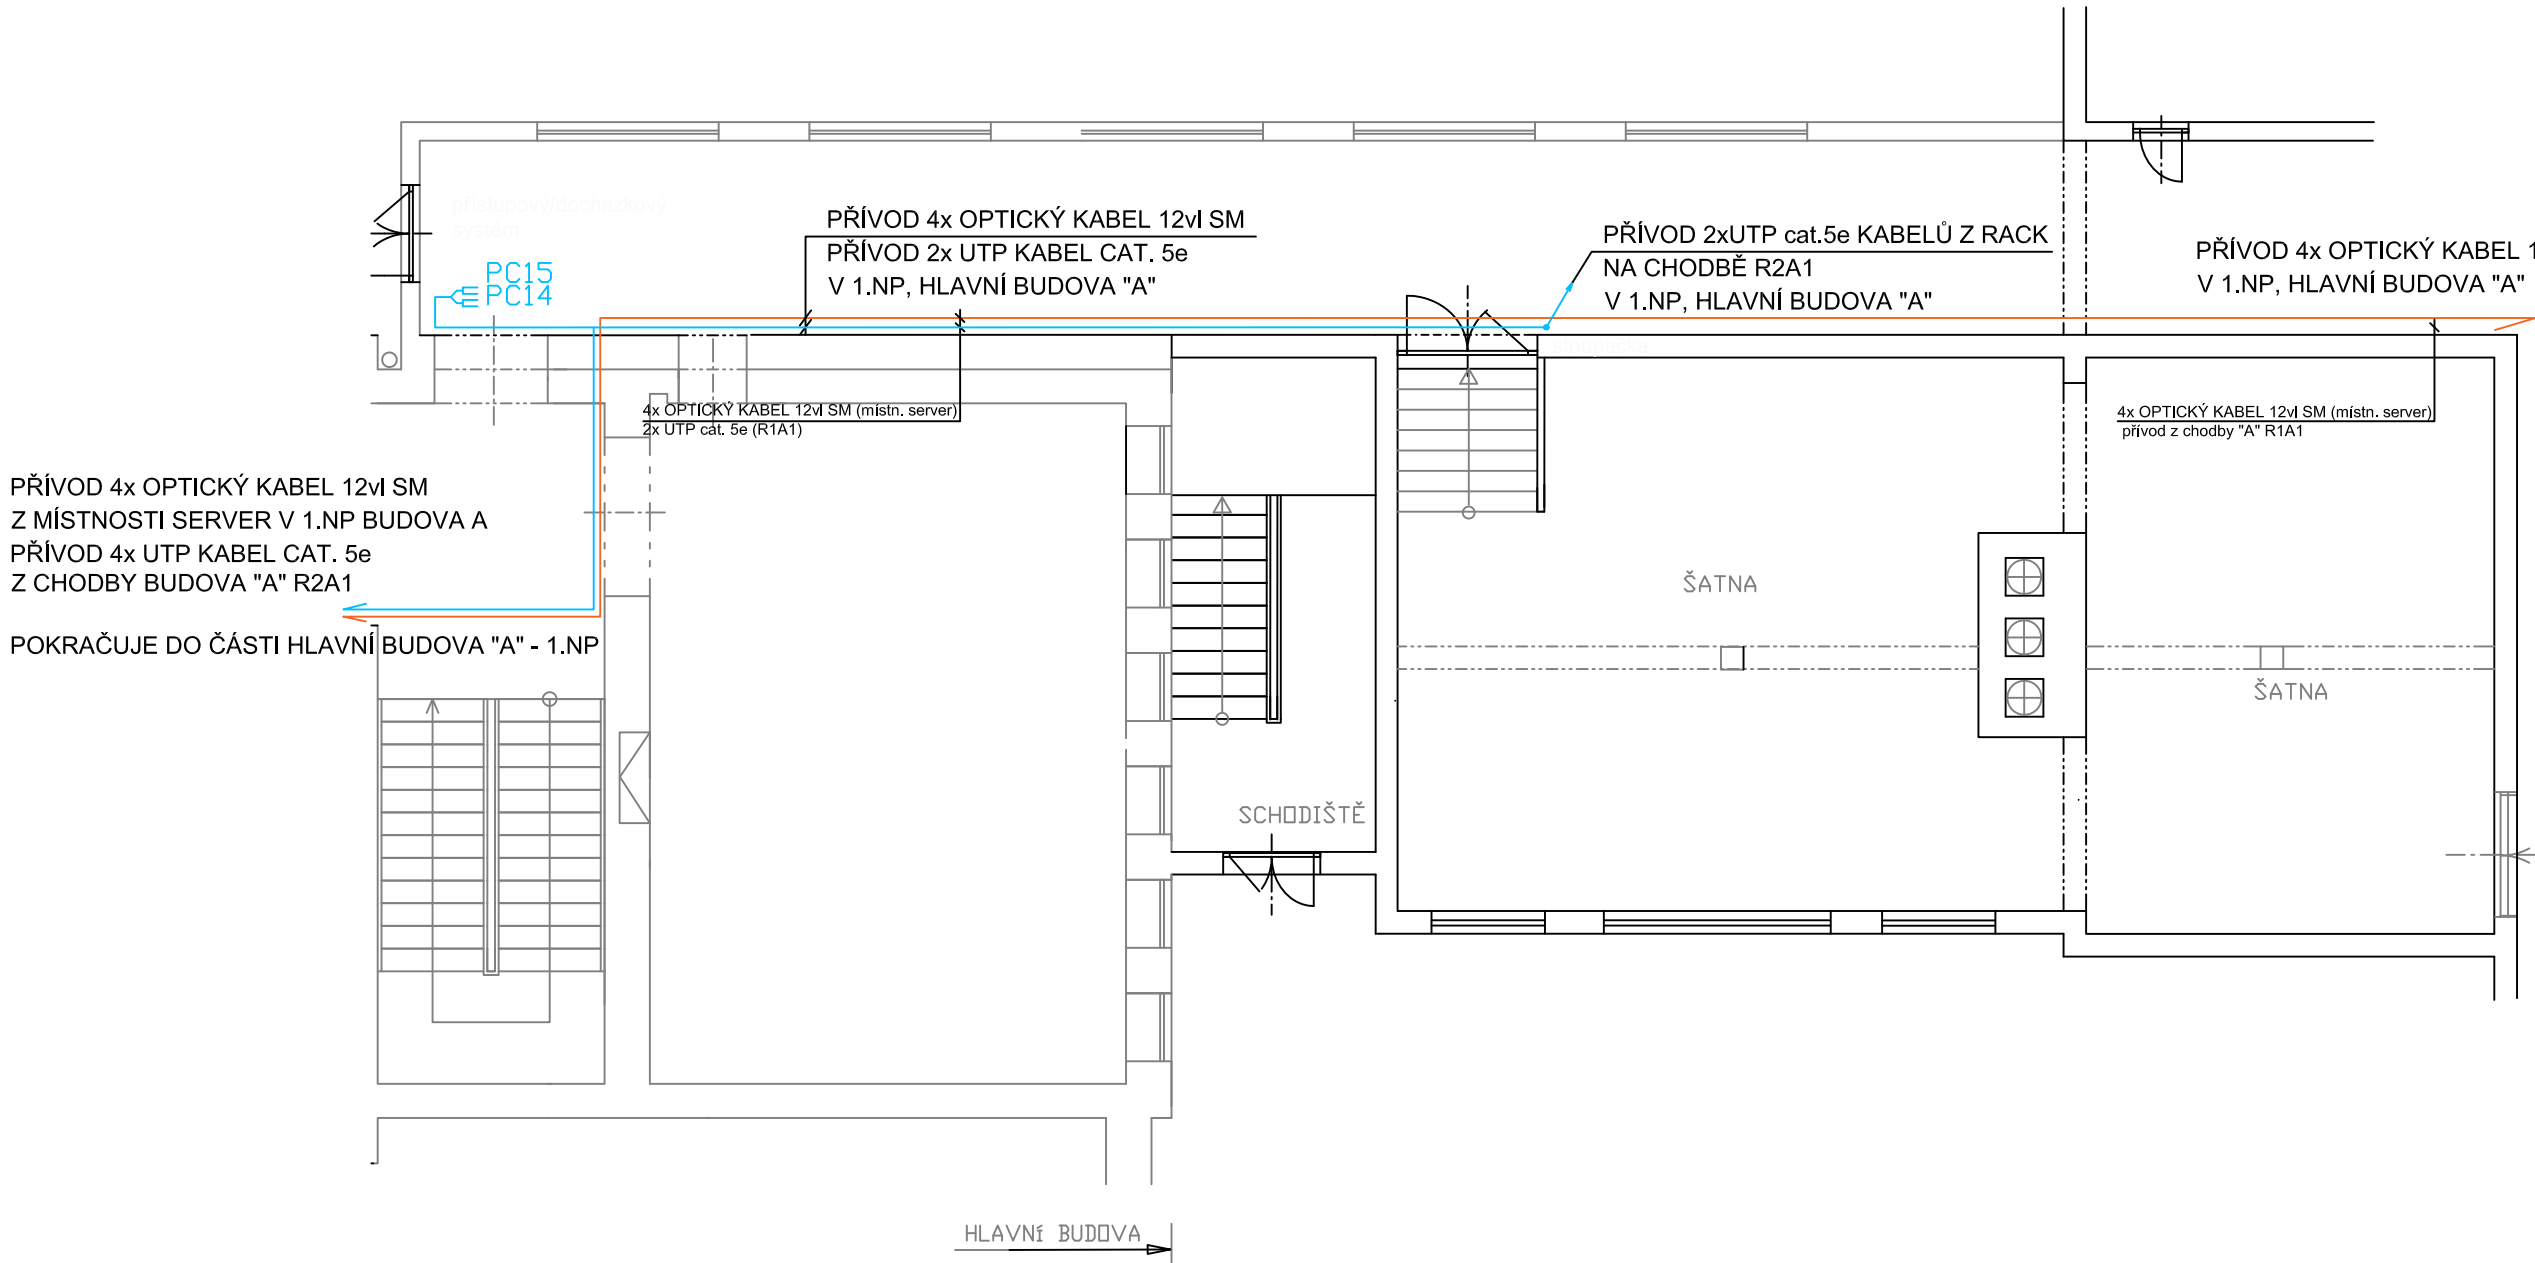 přístupový/docházkový
systém
PC15
PC14
PŘÍVOD 4x OPTICKÝ KABEL 12vl SM
PŘÍVOD 2x UTP KABEL CAT. 5e
V 1.NP, HLAVNÍ BUDOVA "A"
PŘÍVOD 2xUTP cat.5e KABELŮ Z RACK
NA CHODBĚ R2A1
V 1.NP, HLAVNÍ BUDOVA "A"
PŘÍVOD 4x OPTICKÝ KABEL 1
V 1.NP, HLAVNÍ BUDOVA "A"
stoupačka
4x OPTICKÝ KABEL 12vl SM (místn. server)
2x UTP cat. 5e (R1A1)
4x OPTICKÝ KABEL 12vl SM (místn. server)
přívod z chodby "A" R1A1
PŘÍVOD 4x OPTICKÝ KABEL 12vl SM
Z MÍSTNOSTI SERVER V 1.NP BUDOVA A
PŘÍVOD 4x UTP KABEL CAT. 5e
Z CHODBY BUDOVA "A" R2A1
POKRAČUJE DO ČÁSTI HLAVNÍ BUDOVA "A" - 1.NP
ŠATNA
ŠATNA
SCHODIŠTĚ
HLAVNí BUDOVA